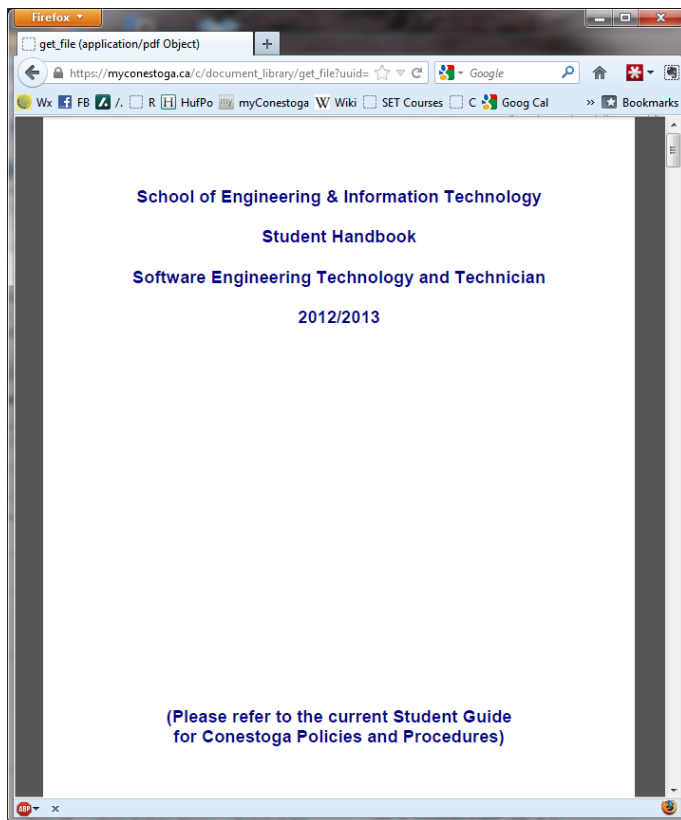 Firefox
get_file (application/pdf Object)
https://myconestoga.ca/c/document_library/get_file?uuid= Google
Wx FB /. R H HufPo my myConestoga W Wiki SET Courses C Goog Cal » Bookmarks
School of Engineering & Information Technology
Student Handbook
Software Engineering Technology and Technician
2012/2013
(Please refer to the current Student Guide
for Conestoga Policies and Procedures)
ABP x